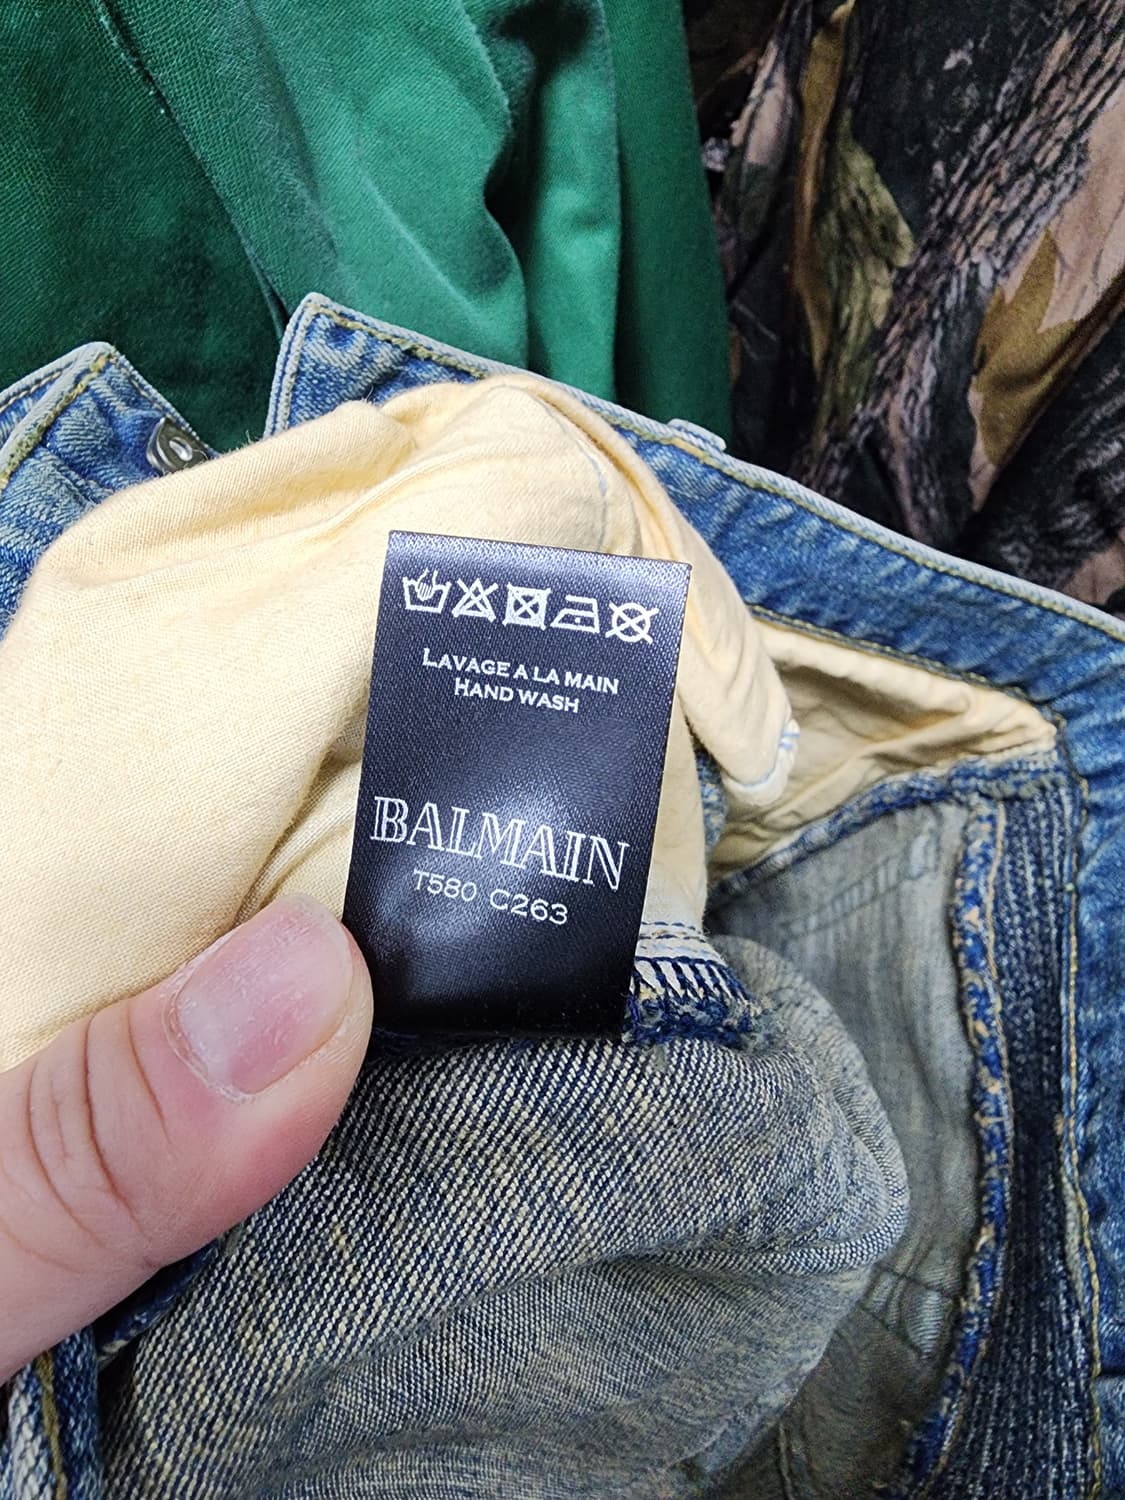 LAVAGE A LA MAIN
HAND WASH
BALMAIN
T580 C263